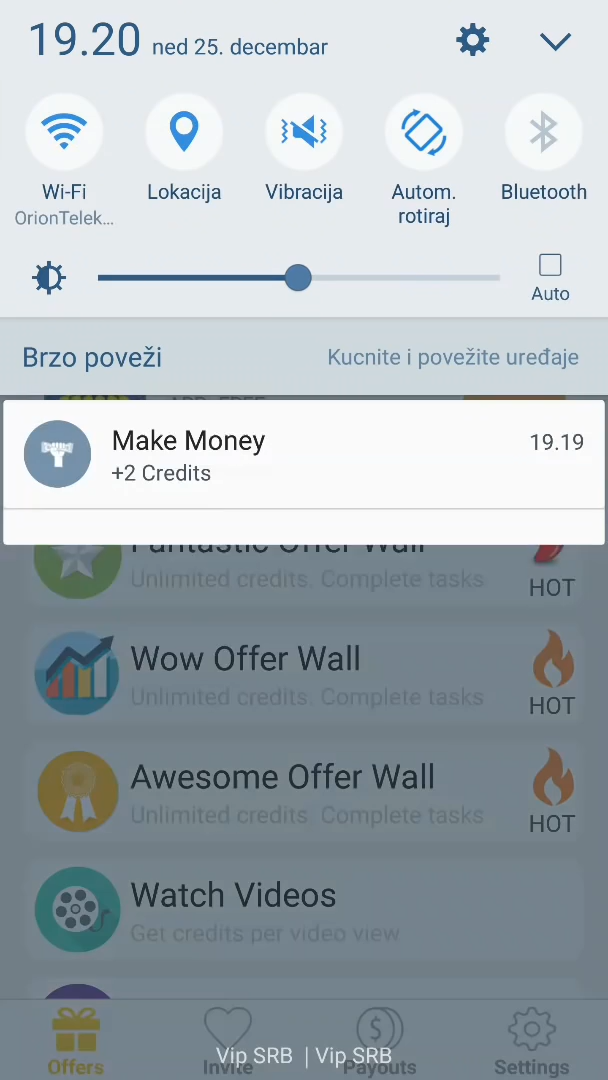 19.20 ned 25. decembar
Wi-Fi
OrionTelek...
Lokacija
Vibracija
Autom.
rotiraj
Bluetooth
Auto
Brzo poveži Kucnite i povežite uređaje
Make Money 19.19
+2 Credits
Fantastic Offer Wall
Unlimited credits. Complete tasks
HOT
Wow Offer Wall
Unlimited credits. Complete tasks
HOT
Awesome Offer Wall
Unlimited credits. Complete tasks
HOT
Watch Videos
Get credits per video view
Offers Invite Payouts Settings
Vip SRB | Vip SRB